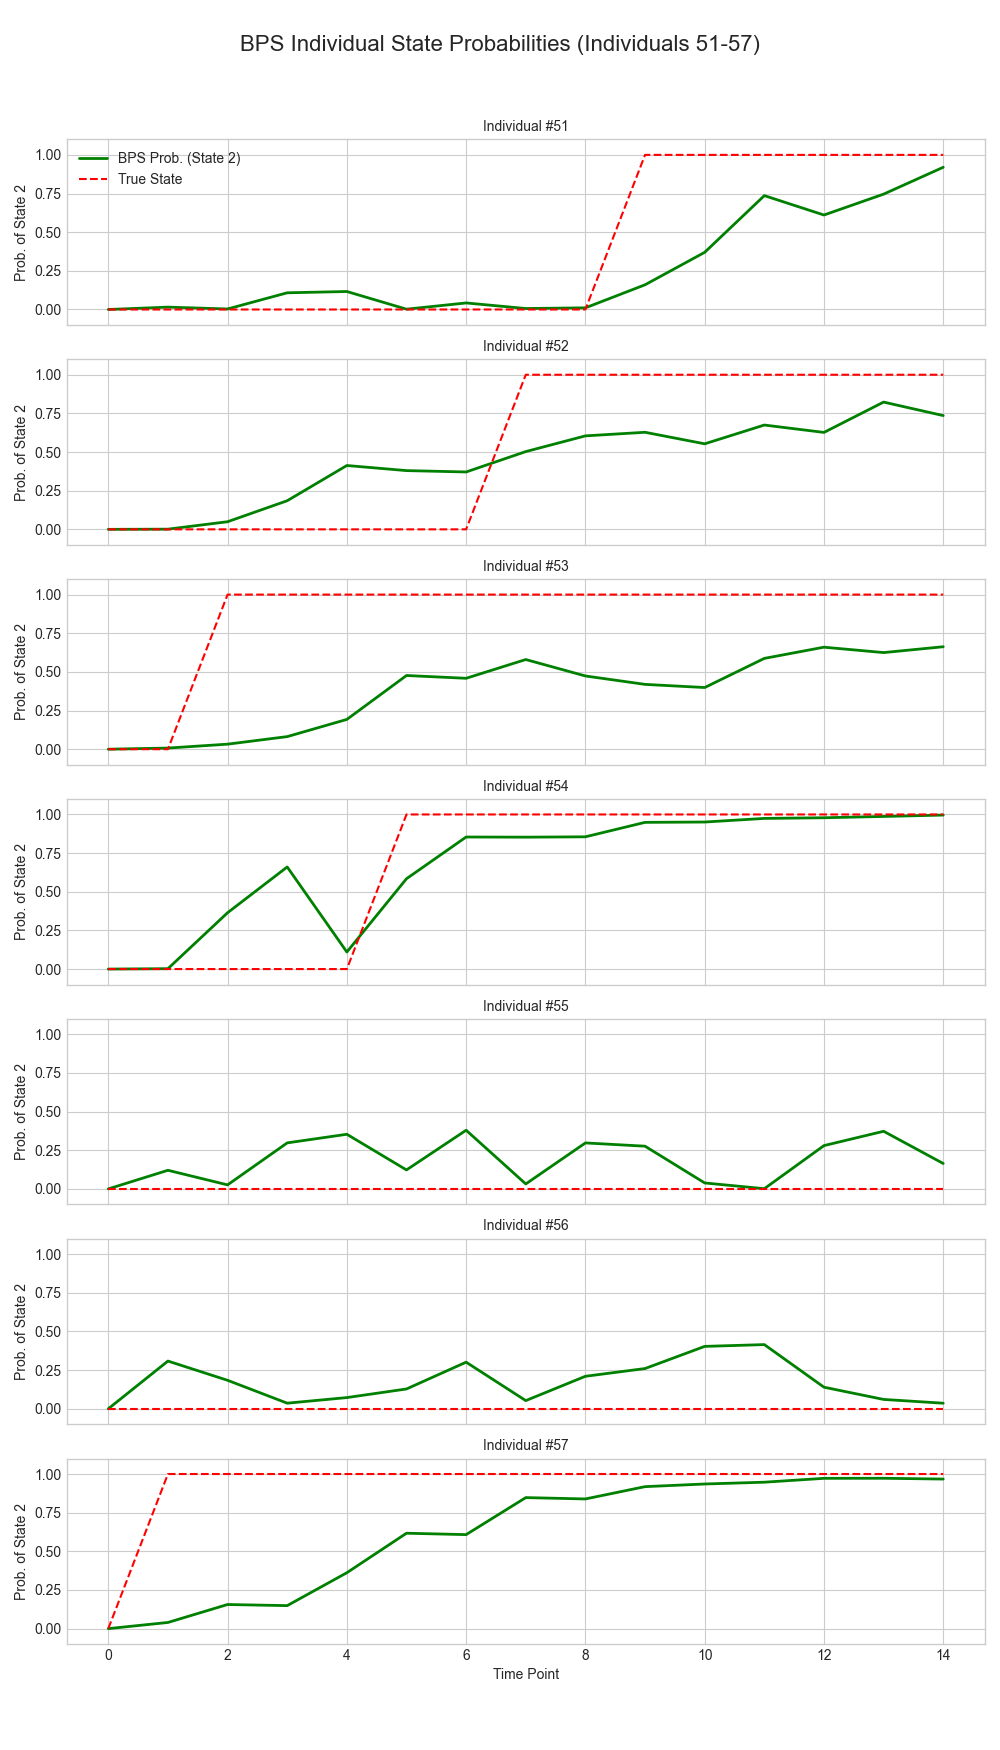 BPS Individual State Probabilities (Individuals 51-57)
Individual #51
BPS Prob. (State 2)
True State
1.00
0.75
0.50
0.25
0.00
Prob. of State 2
Individual #52
1.00
0.75
0.50
0.25
0.00
Prob. of State 2
Individual #53
1.00
0.75
0.50
0.25
0.00
Prob. of State 2
Individual #54
1.00
0.75
0.50
0.25
0.00
Prob. of State 2
Individual #55
1.00
0.75
0.50
0.25
0.00
Prob. of State 2
Individual #56
1.00
0.75
0.50
0.25
0.00
Prob. of State 2
Individual #57
1.00
0.75
0.50
0.25
0.00
Prob. of State 2
0 2 4 6 8 10 12 14
Time Point